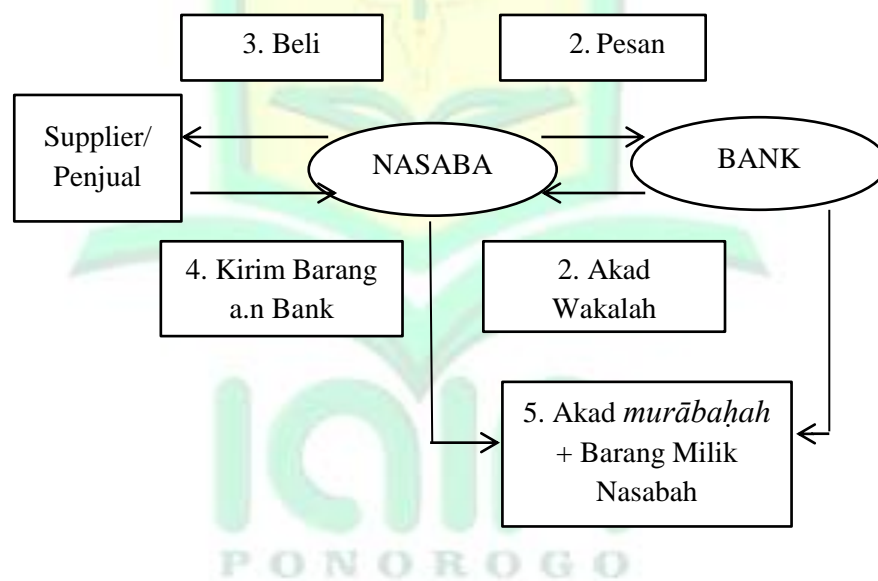 3. Beli
2. Pesan
Supplier/
Penjual
NASABA
BANK
4. Kirim Barang
a.n Bank
2. Akad
Wakalah
5. Akad murābaḥah
+ Barang Milik
Nasabah
iain
PONOROGO